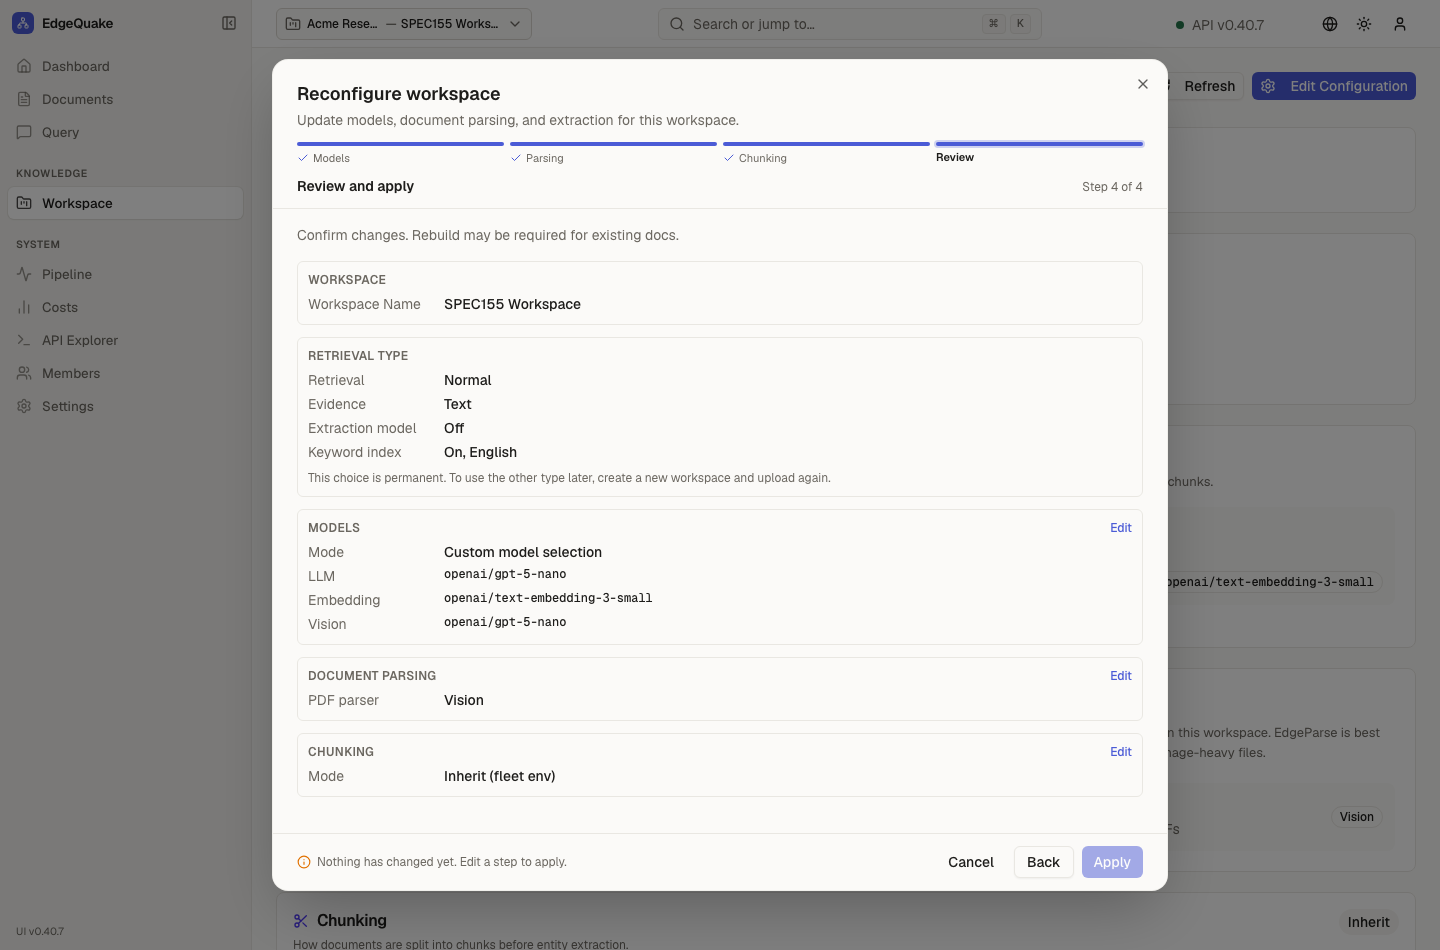 EdgeQuake
Acme Rese... — SPEC155 Works...
Search or jump to...
⌘ K
API v0.40.7
Dashboard
Documents
Query
KNOWLEDGE
Workspace
SYSTEM
Pipeline
Costs
API Explorer
Members
Settings
UI v0.40.7
Refresh
Edit Configuration
Reconfigure workspace
Update models, document parsing, and extraction for this workspace.
Models
Parsing
Chunking
Review
Review and apply
Step 4 of 4
Confirm changes. Rebuild may be required for existing docs.
WORKSPACE
Workspace Name SPEC155 Workspace
RETRIEVAL TYPE
Retrieval Normal
Evidence Text
Extraction model Off
Keyword index On, English
This choice is permanent. To use the other type later, create a new workspace and upload again.
MODELS Edit
Mode Custom model selection
LLM openai/gpt-5-nano
Embedding openai/text-embedding-3-small
Vision openai/gpt-5-nano
DOCUMENT PARSING Edit
PDF parser Vision
CHUNKING Edit
Mode Inherit (fleet env)
Nothing has changed yet. Edit a step to apply.
Cancel
Back
Apply
chunks.
openai/text-embedding-3-small
this workspace. EdgeParse is best
files.
Vision
Chunking
Inherit
How documents are split into chunks before entity extraction.